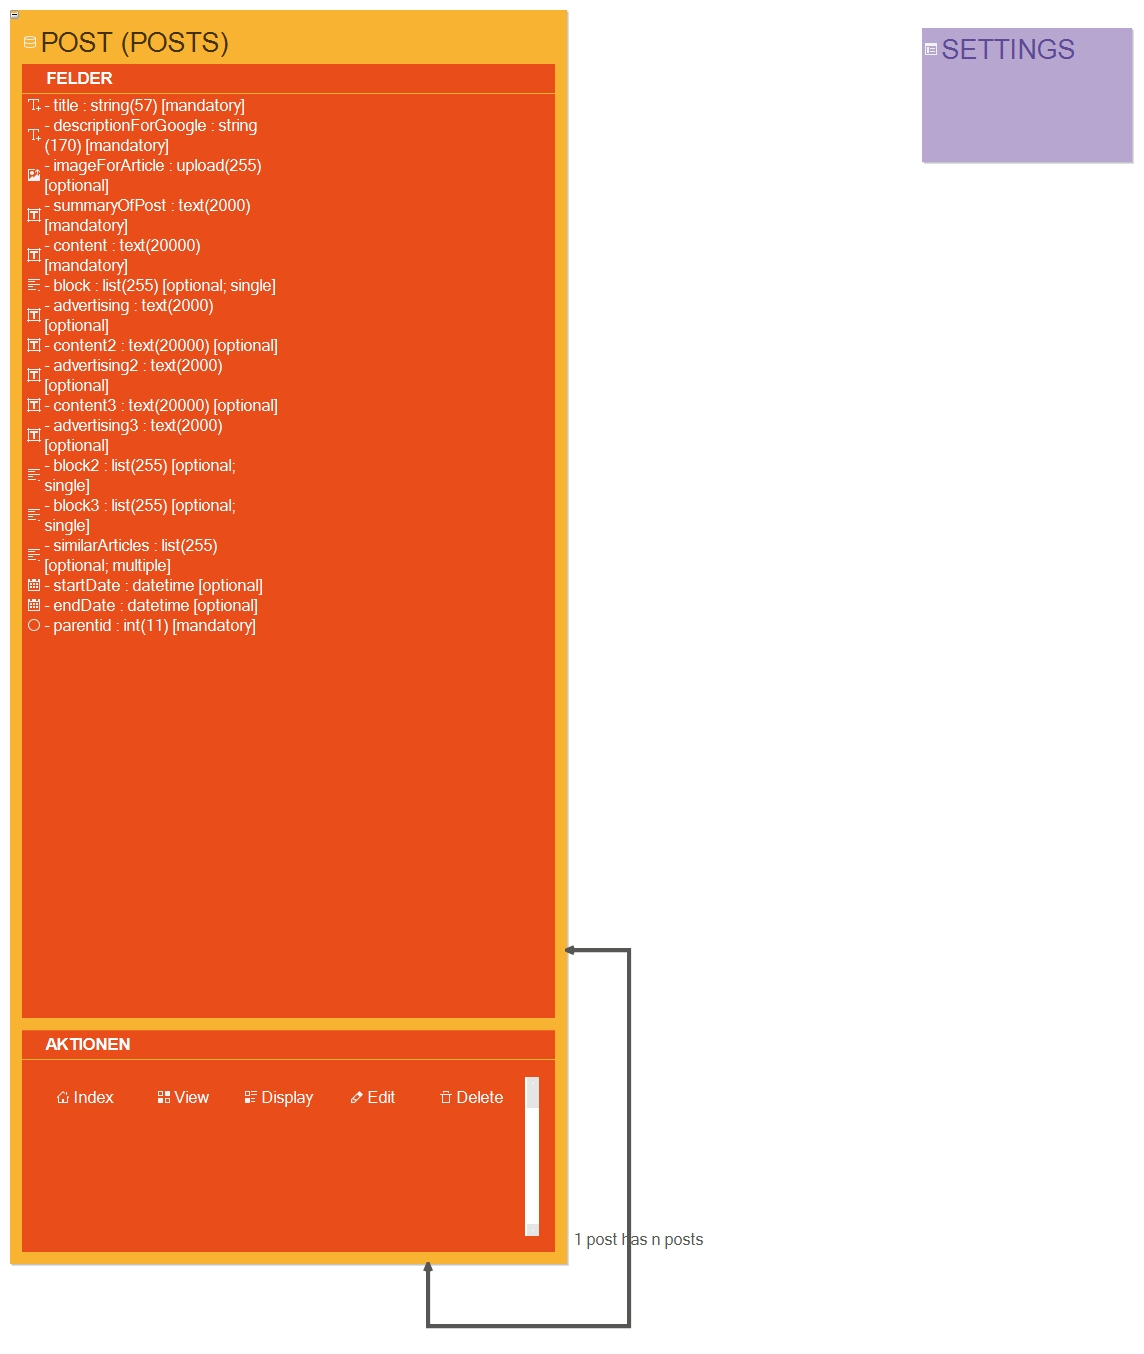 POST (POSTS)
FELDER
- title : string(57) [mandatory]
- descriptionForGoogle : string
(170) [mandatory]
- imageForArticle : upload(255)
[optional]
- summaryOfPost : text(2000)
[mandatory]
- content : text(20000)
[mandatory]
- block : list(255) [optional; single]
- advertising : text(2000)
[optional]
- content2 : text(20000) [optional]
- advertising2 : text(2000)
[optional]
- content3 : text(20000) [optional]
- advertising3 : text(2000)
[optional]
- block2 : list(255) [optional;
single]
- block3 : list(255) [optional;
single]
- similarArticles : list(255)
[optional; multiple]
- startDate : datetime [optional]
- endDate : datetime [optional]
- parentid : int(11) [mandatory]
AKTIONEN
Index View Display Edit Delete
1 post has n posts
SETTINGS